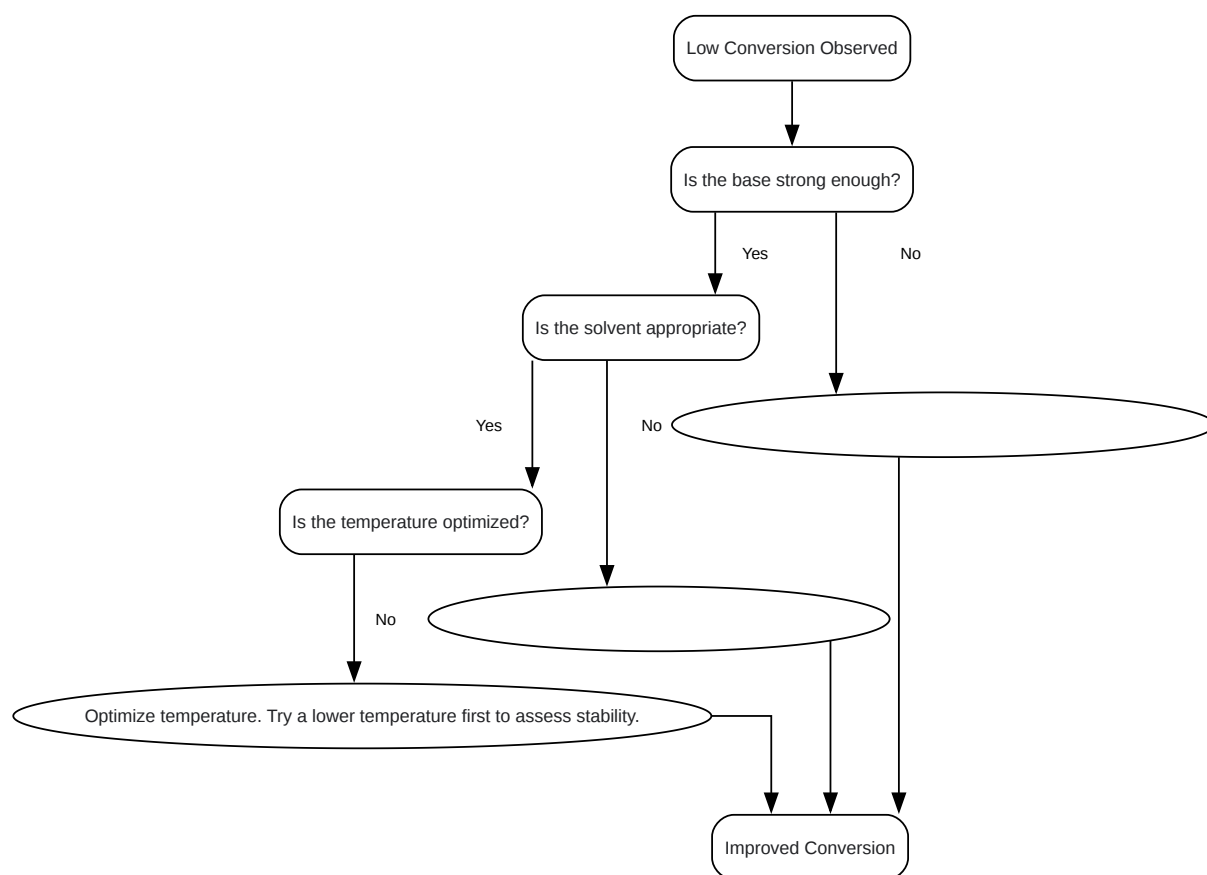 Low Conversion Observed
Is the base strong enough?
Yes
No
Is the solvent appropriate?
Yes
No
Is the temperature optimized?
No
Optimize temperature. Try a lower temperature first to assess stability.
Improved Conversion